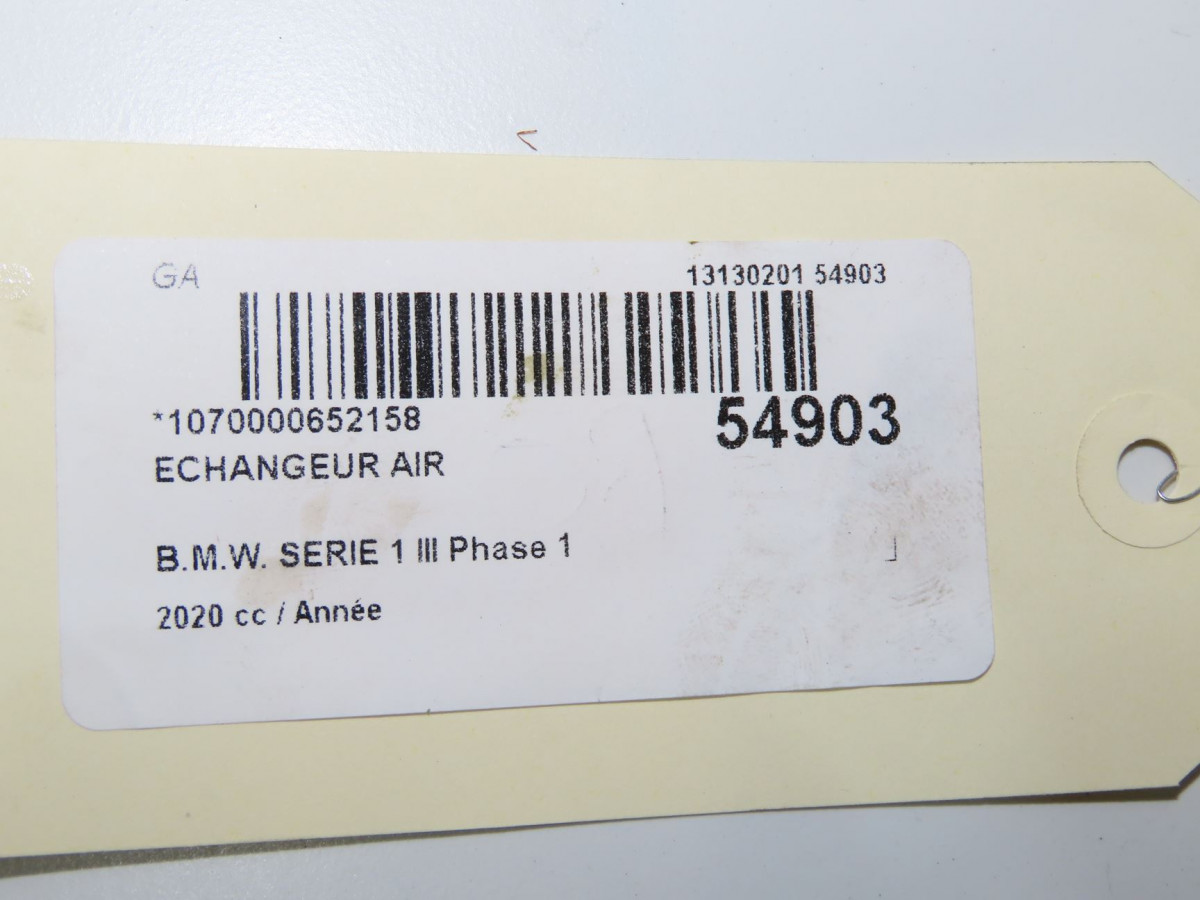 GA 13130201 54903
*1070000652158 54903
ECHANGEUR AIR
B.M.W. SERIE 1 III Phase 1
2020 cc / Année